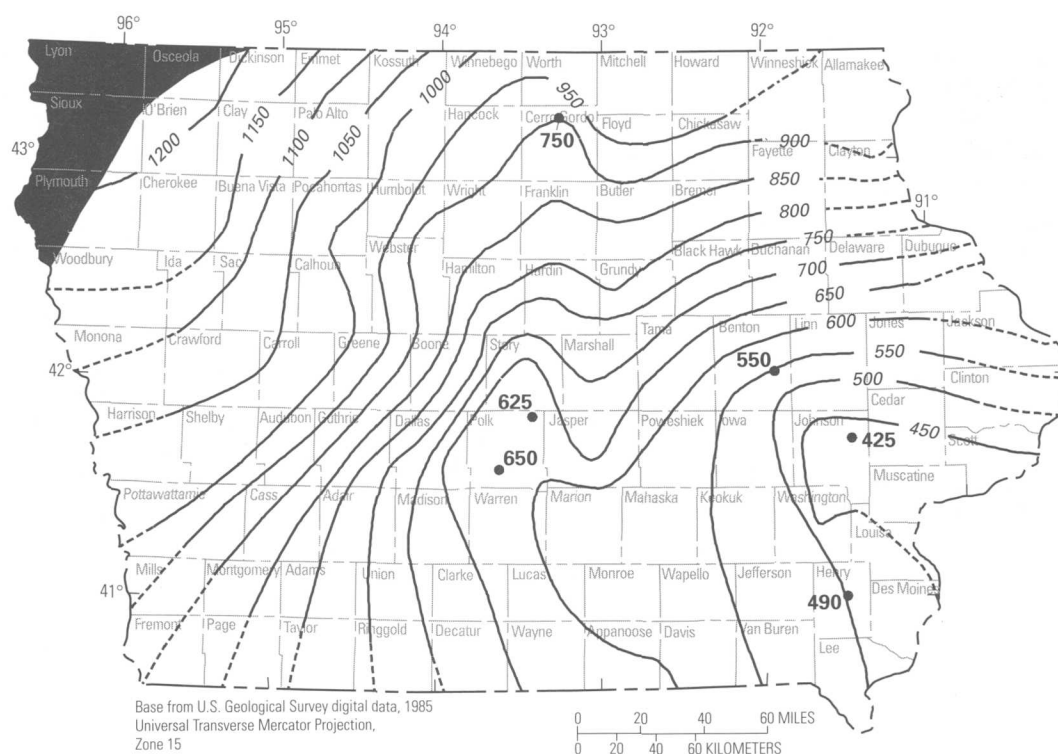 96° 95° 94° 93° 92°
Lyon Osceola Dickinson Emmet Kossuth Winnebego Worth Mitchell Howard Winneshiek Allamakee
Sioux O'Brien Clay Palo Alto Hancock Cerro Gordo Floyd Chickasaw
1200 1150 1100 1050 1000 950
750
43°
Fayette Clayton
900
Plymouth Cherokee Buena Vista Pocahontas Humboldt Wright Franklin Butler Bremer
850
91°
800
750
Woodbury Ida Sac Calhoun Webster Hamilton Hardin Grundy Black Hawk Buchanan Delaware Dubuque
700
650
Monona Crawford Carroll Greene Boone Story Marshall Tama Benton Linn Jones Jackson
600
42°
550
550
Clinton
500
Harrison Shelby Audubon Guthrie Dallas Polk Jasper Poweshiek Iowa Johnson Cedar
625
425
450
Scott
650
Muscatine
Pottawattamie Cass Adair Madison Warren Marion Mahaska Keokuk Washington
Louisa
41°
Mills Montgomery Adams Union Clarke Lucas Monroe Wapello Jefferson Henry Des Moines
490
Fremont Page Taylor Ringgold Decatur Wayne Appanoose Davis Van Buren
Lee
Base from U.S. Geological Survey digital data, 1985
Universal Transverse Mercator Projection,
Zone 15
0 20 40 60 MILES
0 20 40 60 KILOMETERS